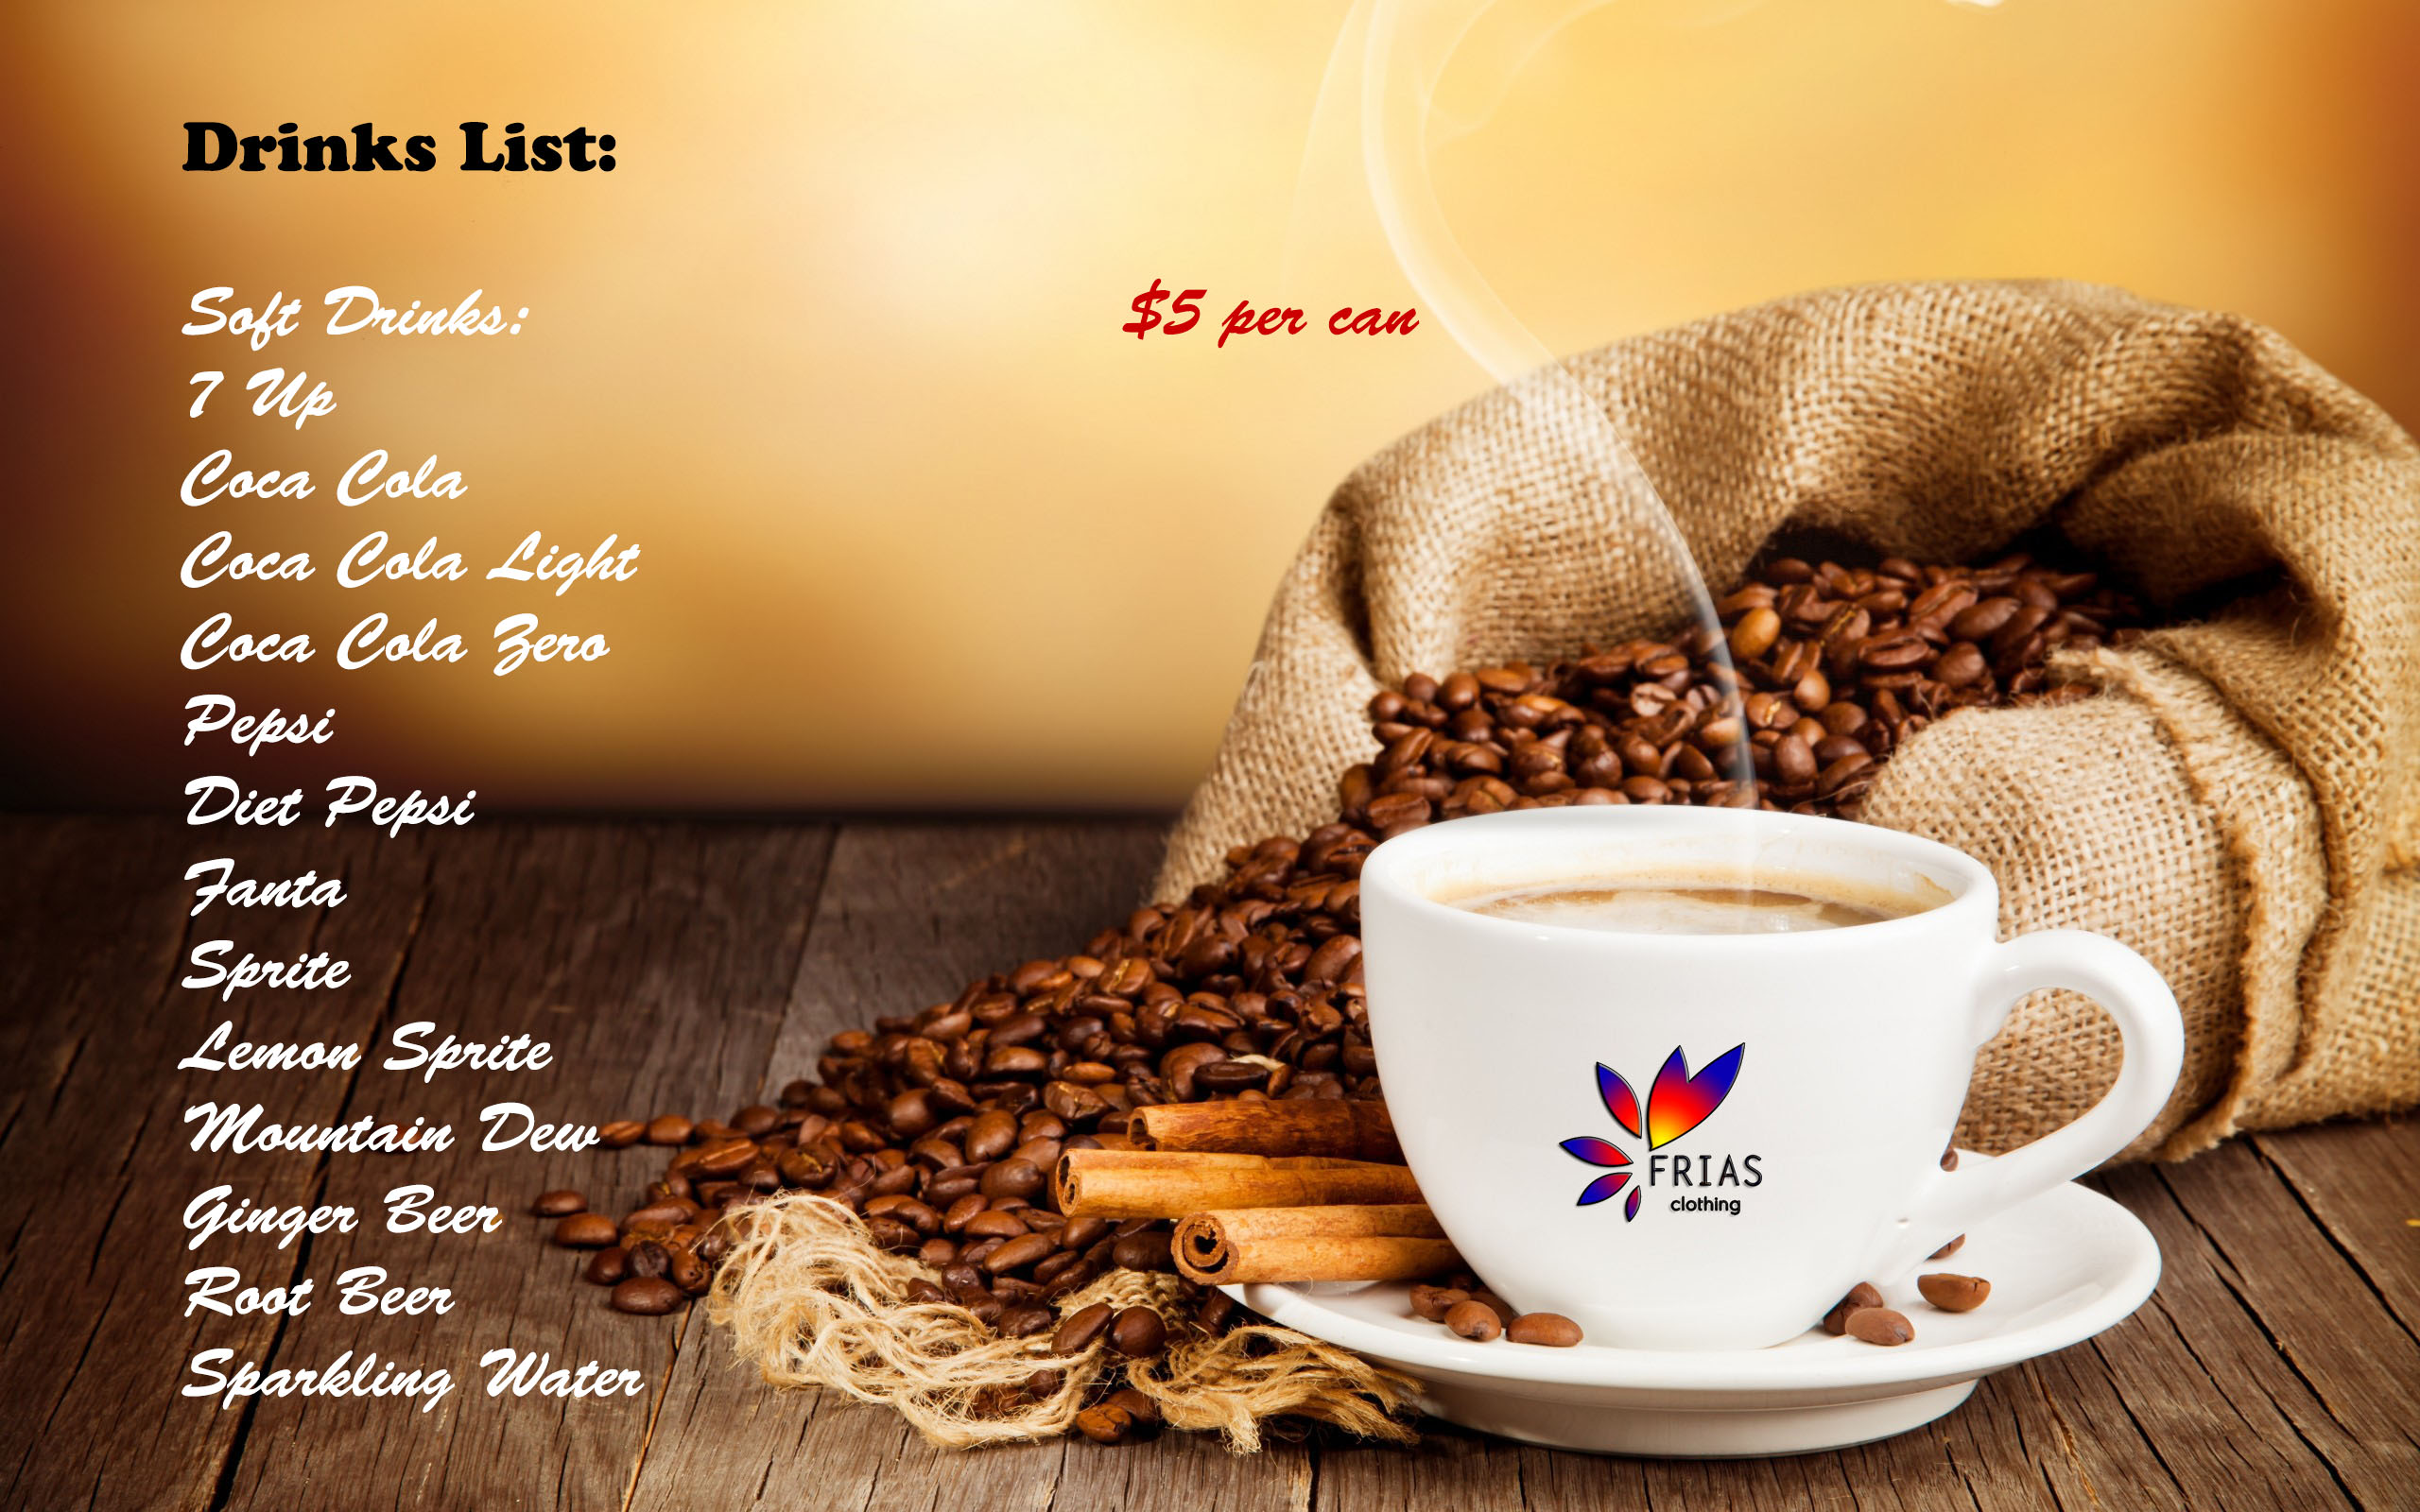 Drinks List:
Soft Drinks: $5 per can
7 Up
Coca Cola
Coca Cola Light
Coca Cola Zero
Pepsi
Diet Pepsi
Fanta
Sprite
Lemon Sprite
Mountain Dew
Ginger Beer
Root Beer
Sparkling Water
FRIAS
clothing